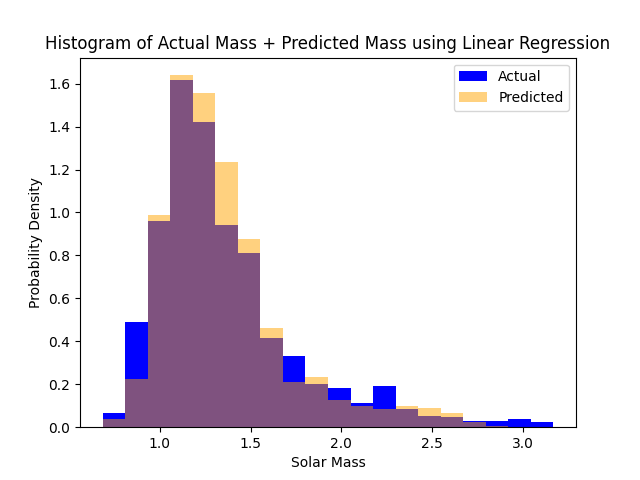 Histogram of Actual Mass + Predicted Mass using Linear Regression
Actual
Predicted
Probability Density
1.6
1.4
1.2
1.0
0.8
0.6
0.4
0.2
0.0
1.0 1.5 2.0 2.5 3.0
Solar Mass